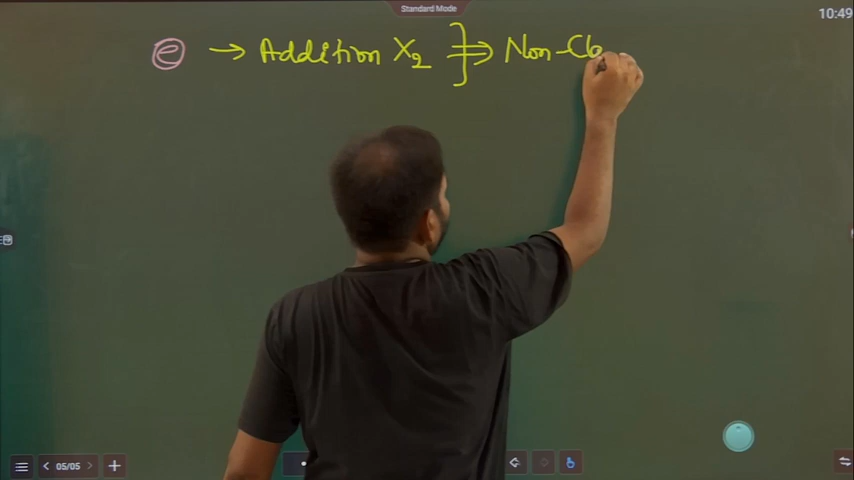 Standard Mode
10:49
e → Addition X₂ ⇒ Non-Cl
05/05